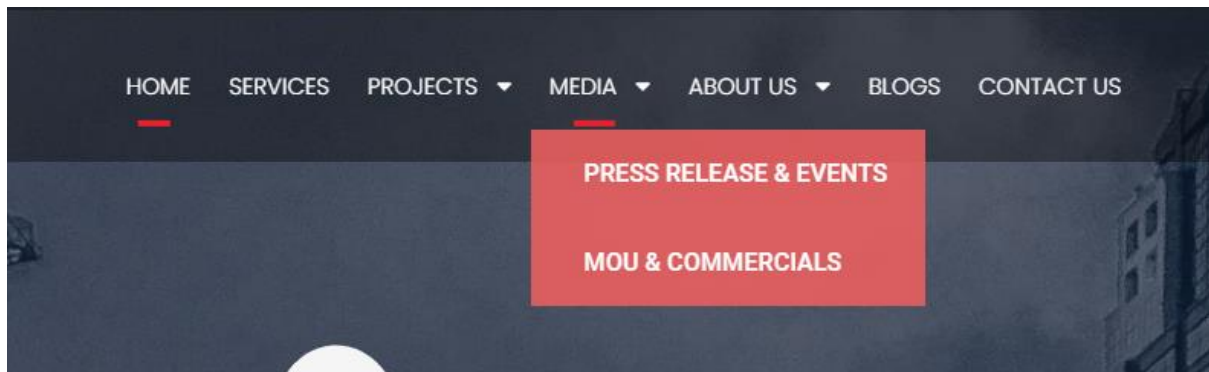 HOME SERVICES PROJECTS MEDIA ABOUT US BLOGS CONTACT US
PRESS RELEASE & EVENTS
MOU & COMMERCIALS